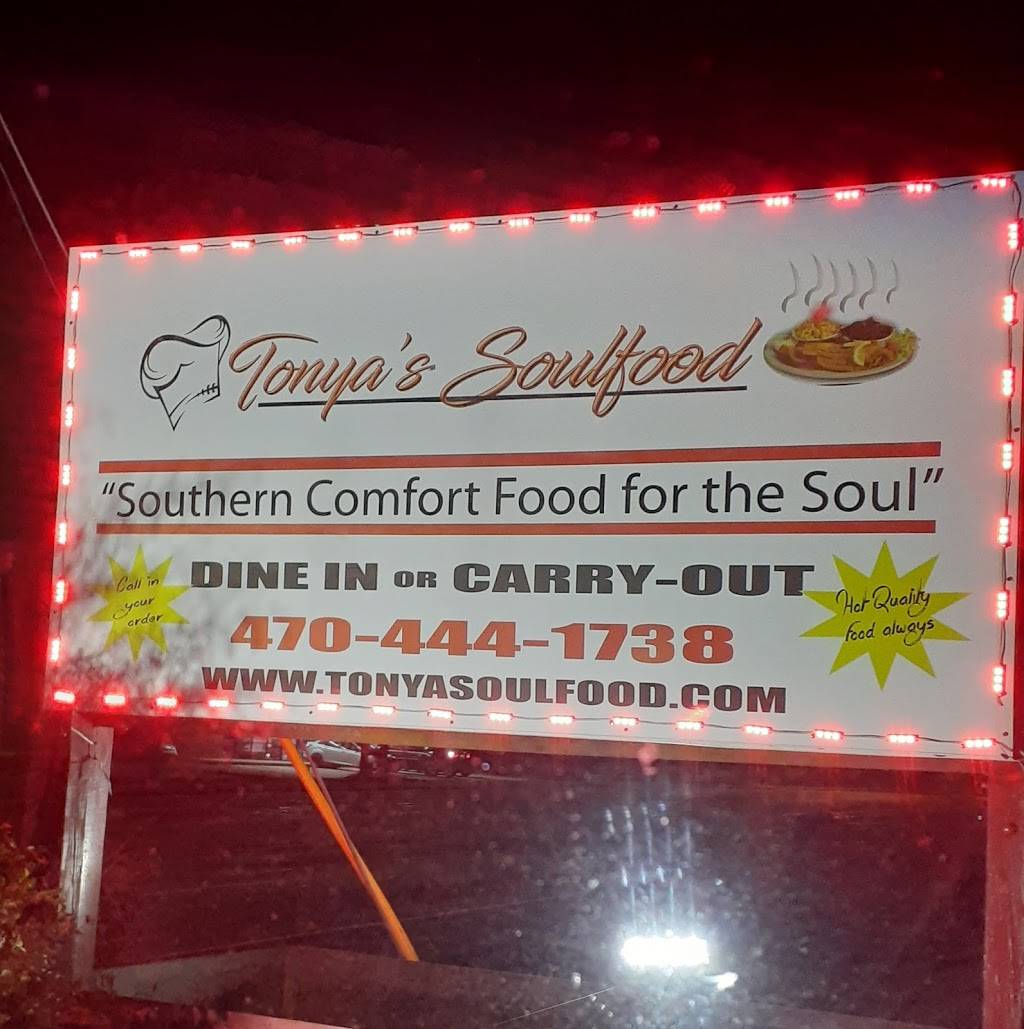 Tonya's Soulfood
"Southern Comfort Food for the Soul"
DINE IN OR CARRY-OUT
Call in
your
order
Hot Quality
food always
470-444-1738
WWW.TONYASOULFOOD.COM